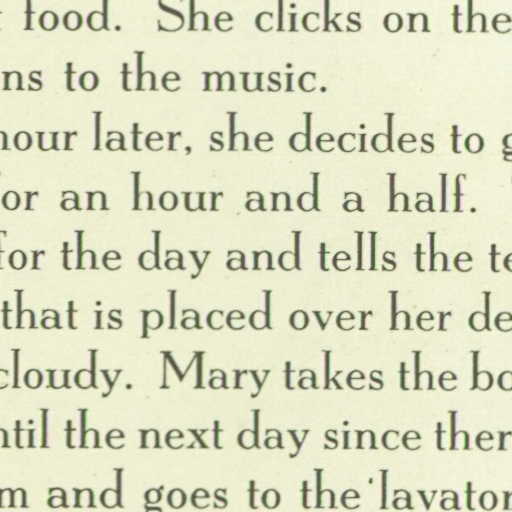 food. She clicks on the
ns to the music.
hour later, she decides to g
for an hour and a half.
for the day and tells the te
that is placed over her de
cloudy. Mary takes the bo
ntil the next day since ther
m and goes to the lavator